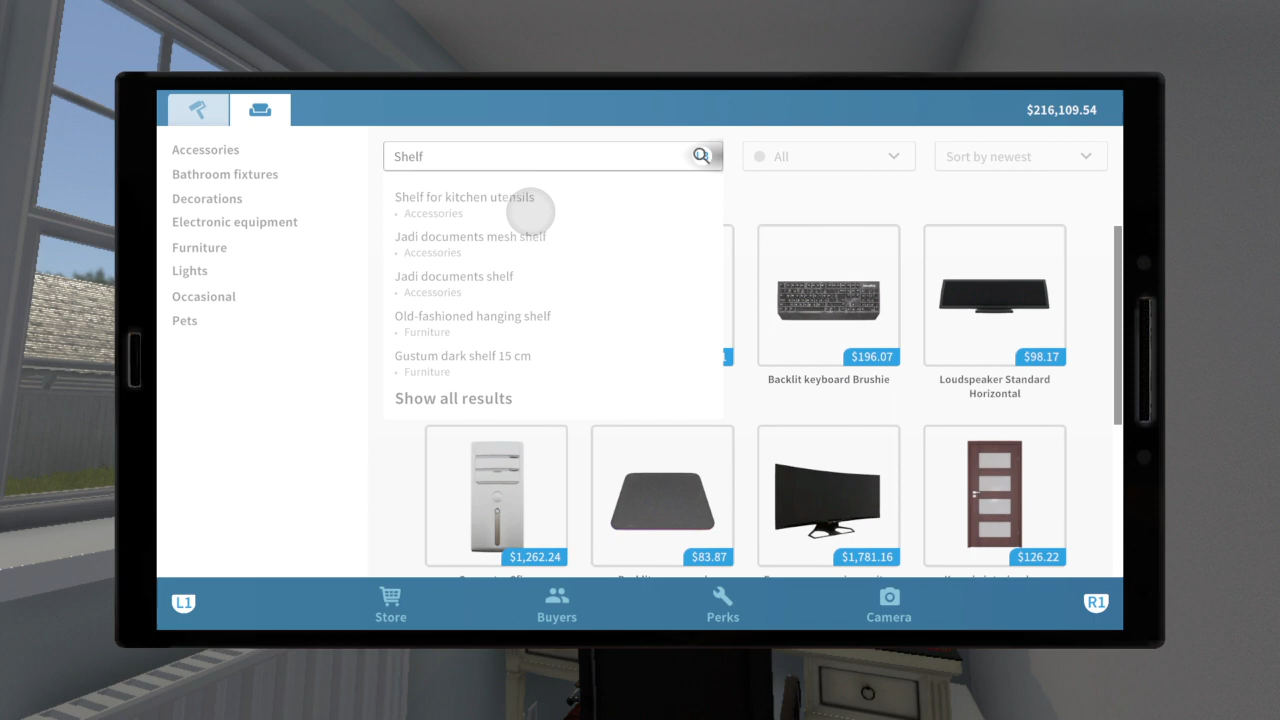 $216,109.54
Accessories
Bathroom fixtures
Decorations
Electronic equipment
Furniture
Lights
Occasional
Pets
Shelf
All
Sort by newest
Shelf for kitchen utensils
• Accessories
Jadi documents mesh shelf
• Accessories
Jadi documents shelf
• Accessories
Old-fashioned hanging shelf
• Furniture
Gustum dark shelf 15 cm
• Furniture
Show all results
1
$196.07
$98.17
Backlit keyboard Brushie
Loudspeaker Standard
Horizontal
$1,262.24
$83.87
$1,781.16
$126.22
L1
Store
Buyers
Perks
Camera
R1